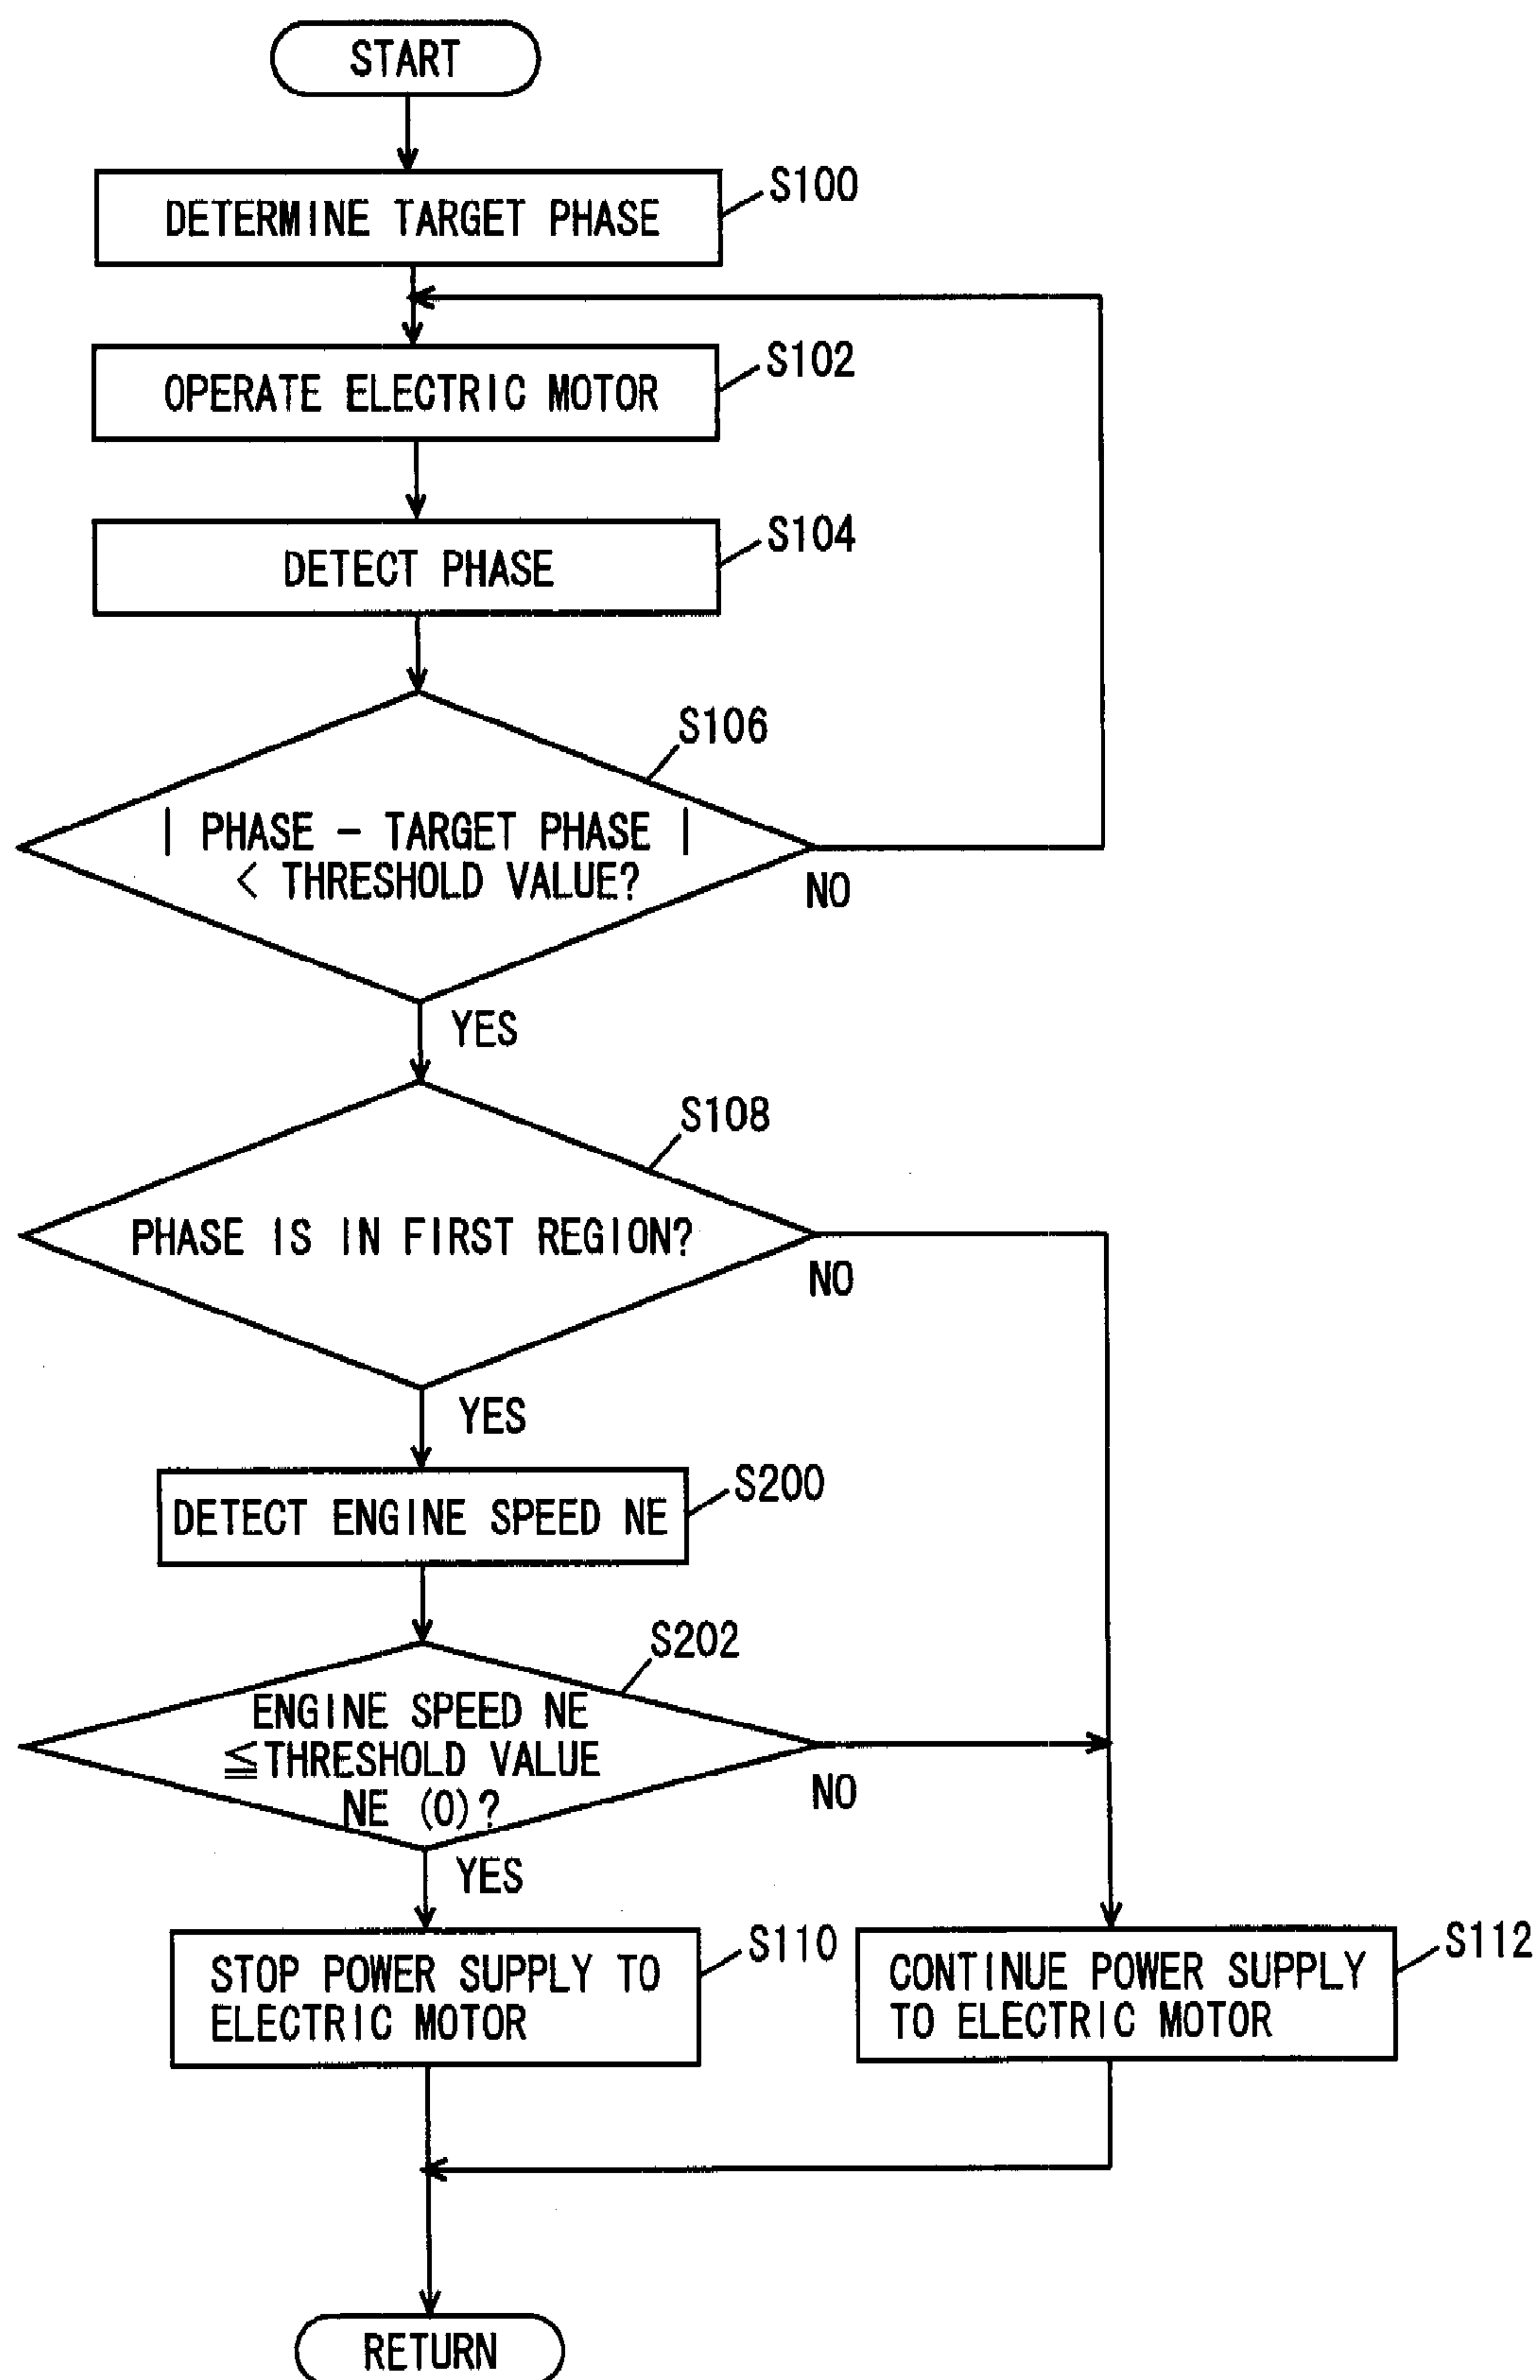 START
DETERMINE TARGET PHASE
S100
OPERATE ELECTRIC MOTOR
S102
DETECT PHASE
S104
S106
| PHASE - TARGET PHASE |
< THRESHOLD VALUE?
NO
YES
S108
PHASE IS IN FIRST REGION?
NO
YES
S200
DETECT ENGINE SPEED NE
S202
ENGINE SPEED NE
≦THRESHOLD VALUE
NE (0)?
NO
YES
STOP POWER SUPPLY TO
ELECTRIC MOTOR
S110
CONTINUE POWER SUPPLY
TO ELECTRIC MOTOR
S112
RETURN